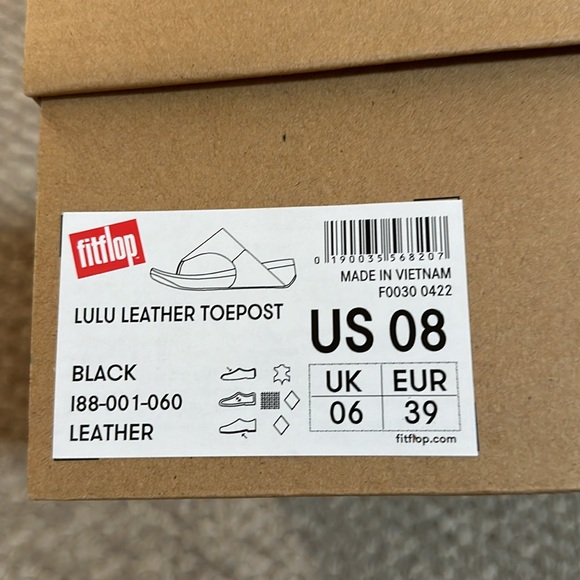 fitflop
0 190035 568207
MADE IN VIETNAM
F0030 0422
LULU LEATHER TOEPOST
US 08
BLACK
I88-001-060
LEATHER
UK EUR
06 39
fitflop.com